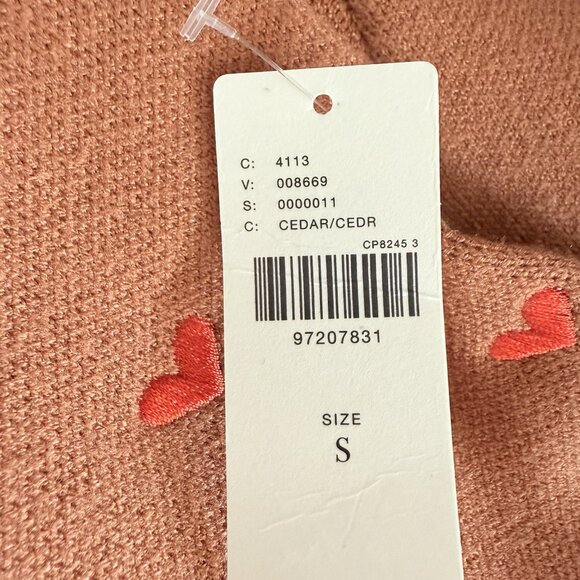 C: 4113
V: 008669
S: 0000011
C: CEDAR/CEDR
CP8245 3
97207831
SIZE
S